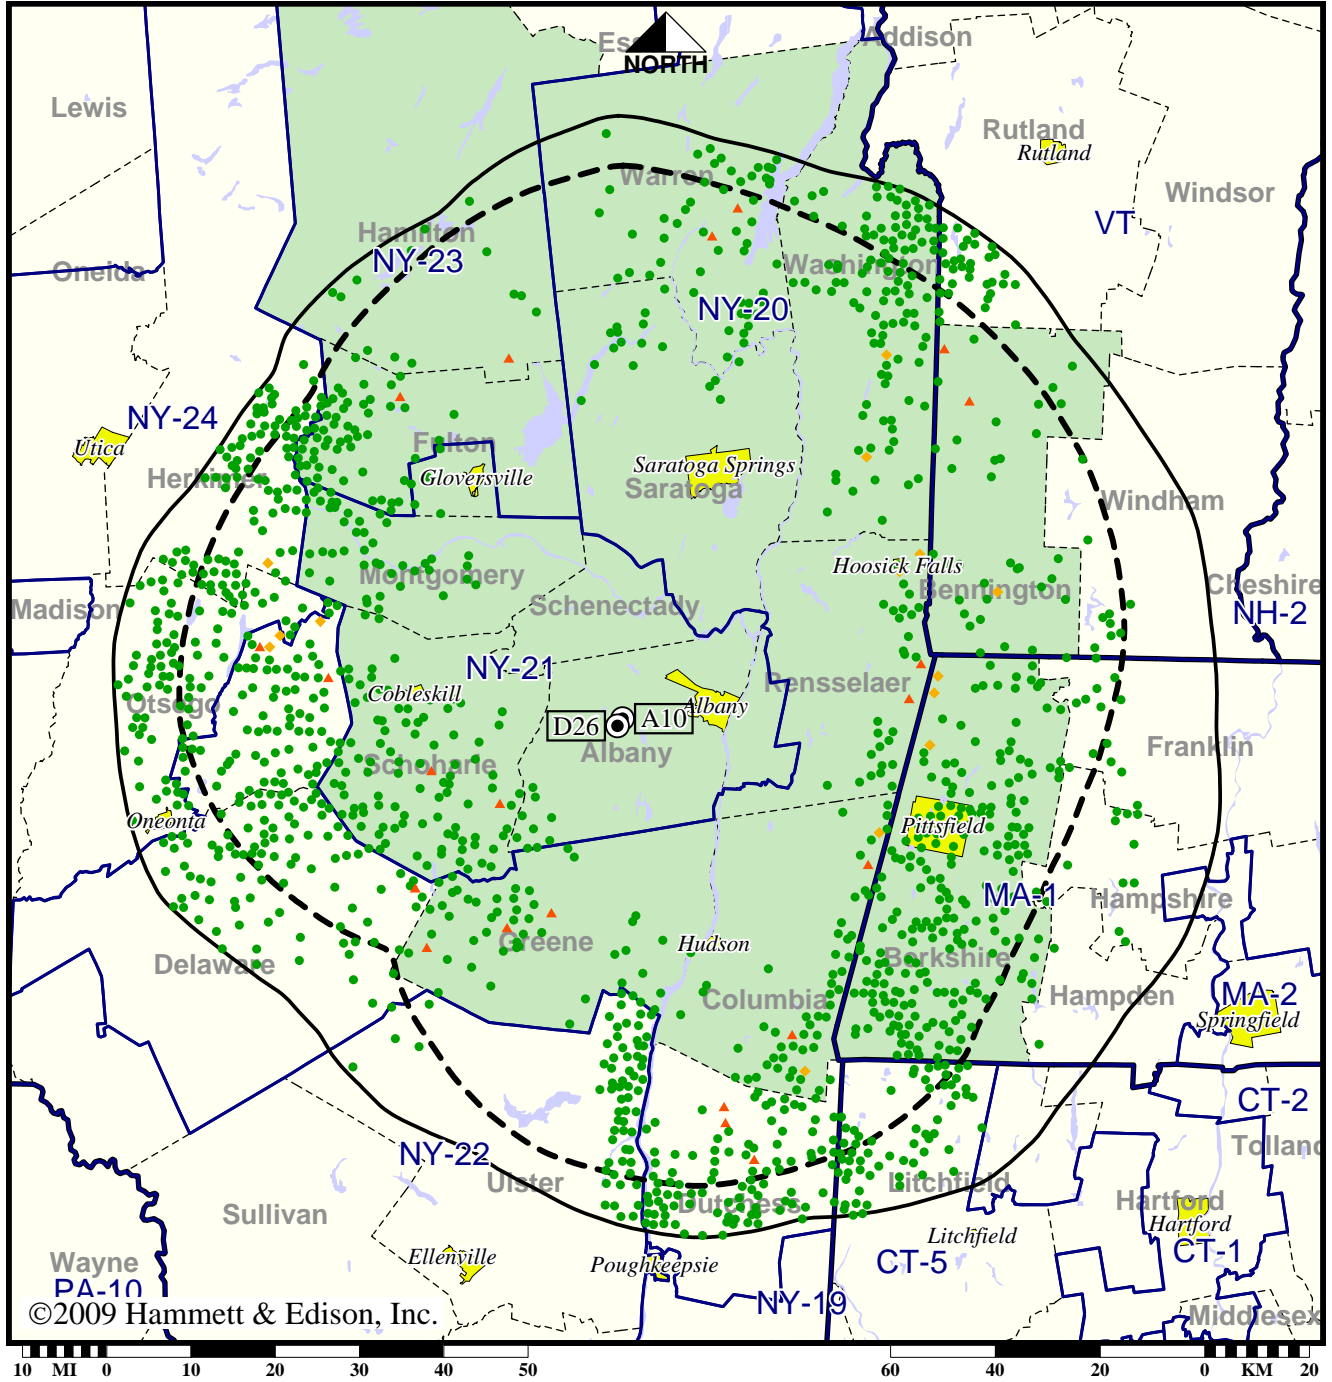 Essex
Addison
NORTH
Lewis
Rutland
Rutland
Warren
Windsor
VT
Hamilton
NY-23
Oneida
Washington
NY-20
NY-24
Utica
Fulton
Herkimer
Gloversville
Saratoga Springs
Saratoga
Windham
Hoosick Falls
Montgomery
Bennington
Cheshire
Madison
Schenectady
NH-2
NY-21
Cobleskill
Rensselaer
Otsego
Albany
D26
A10
Albany
Franklin
Schoharie
Oneonta
Pittsfield
MA-1
Hampshire
Greene
Hudson
Delaware
Berkshire
Columbia
Hampden
MA-2
Springfield
CT-2
NY-22
Tolland
Ulster
Litchfield
Dutchess
Hartford
Sullivan
Hartford
Litchfield
Ellenville
Poughkeepsie
CT-5
CT-1
Wayne
PA-10
NY-19
©2009 Hammett & Edison, Inc.
Middlesex
10 MI 0 10 20 30 40 50 60 40 20 0 KM 20